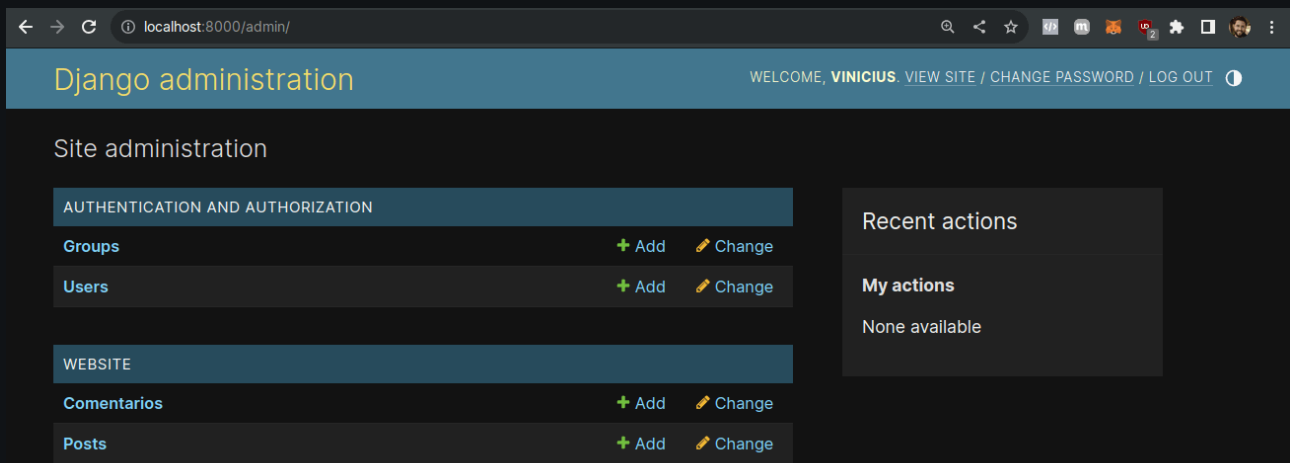 localhost:8000/admin/
2
Django administration
WELCOME, VINICIUS. VIEW SITE / CHANGE PASSWORD / LOG OUT
Site administration
AUTHENTICATION AND AUTHORIZATION
Groups Add Change
Users Add Change
WEBSITE
Comentarios Add Change
Posts Add Change
Recent actions
My actions
None available